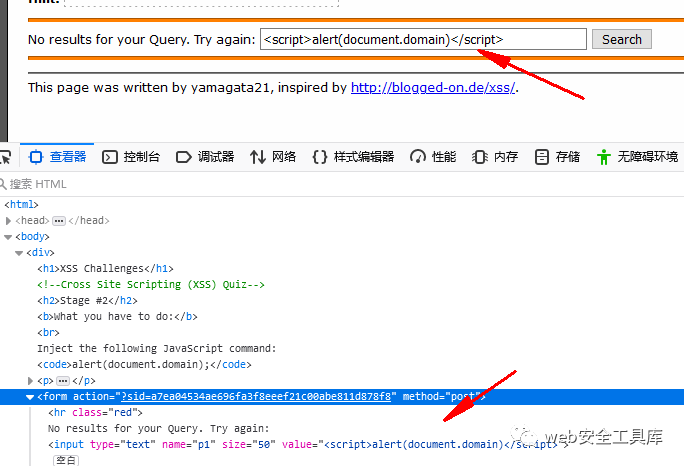 Hint:
No results for your Query. Try again: <script>alert(document.domain)</script> Search
This page was written by yamagata21, inspired by http://blogged-on.de/xss/.
查看器 控制台 调试器 网络 {} 样式编辑器 性能 内存 存储 无障碍环境
搜索 HTML
<html>
<head> ••• </head>
<body>
<div>
<h1>XSS Challenges</h1>
<!--Cross Site Scripting (XSS) Quiz-->
<h2>Stage #2</h2>
<b>What you have to do:</b>
<br>
Inject the following JavaScript command:
<code>alert(document.domain);</code>
<p> ••• </p>
<form action="?sid=a7ea04534ae696fa3f8eeef21c00abe811d878f8" method="post">
<hr class="red">
No results for your Query. Try again:
<input type="text" name="p1" size="50" value="<script>alert(document.domain)</script>">
空白
web安全工具库